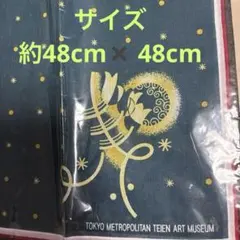 サイズ
約48cm ✖ 48cm
TOKYO METROPOLITAN TEIEN ART MUSEUM